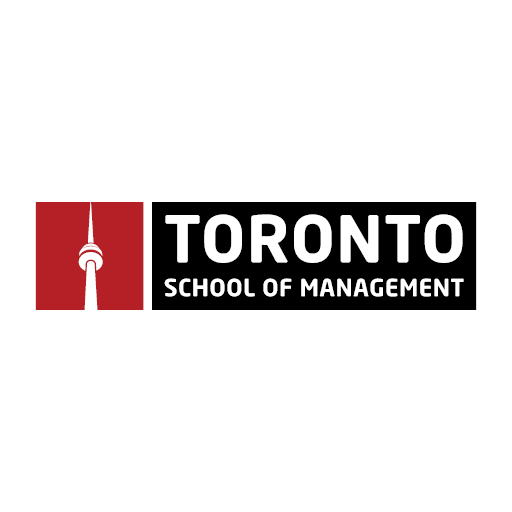 TORONTO
SCHOOL OF MANAGEMENT